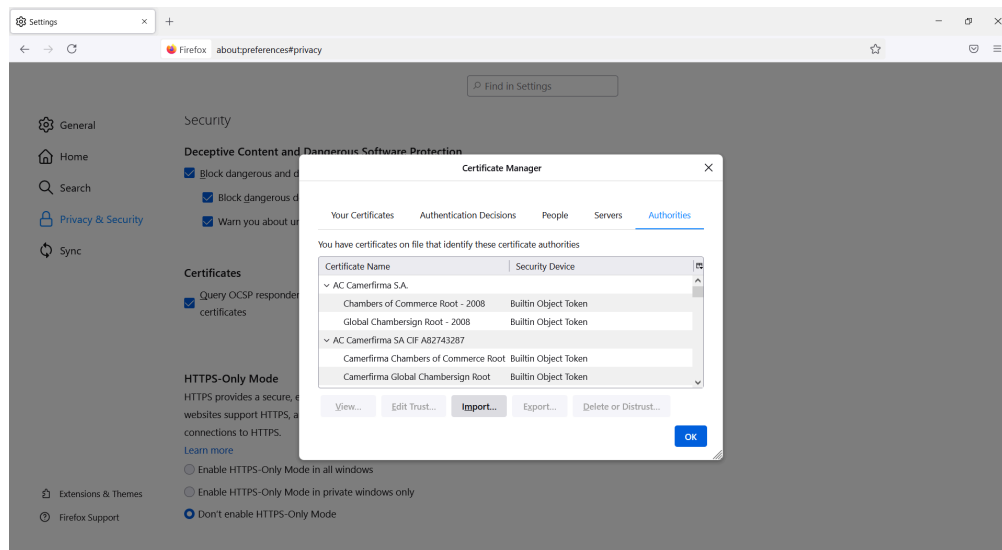 Settings
Firefox about:preferences#privacy
Find in Settings
General
Home
Search
Privacy & Security
Sync
Extensions & Themes
Firefox Support
Security
Deceptive Content and Dangerous Software Protection
Block dangerous and d
Block dangerous d
Warn you about un
Certificates
Query OCSP responder
certificates
HTTPS-Only Mode
HTTPS provides a secure, e
websites support HTTPS, a
connections to HTTPS.
Learn more
Enable HTTPS-Only Mode in all windows
Enable HTTPS-Only Mode in private windows only
Don't enable HTTPS-Only Mode
Certificate Manager
Your Certificates Authentication Decisions People Servers Authorities
You have certificates on file that identify these certificate authorities
Certificate Name Security Device
AC Camerfirma S.A.
Chambers of Commerce Root - 2008 Builtin Object Token
Global Chambersign Root - 2008 Builtin Object Token
AC Camerfirma SA CIF A82743287
Camerfirma Chambers of Commerce Root Builtin Object Token
Camerfirma Global Chambersign Root Builtin Object Token
View... Edit Trust... Import... Export... Delete or Distrust...
OK